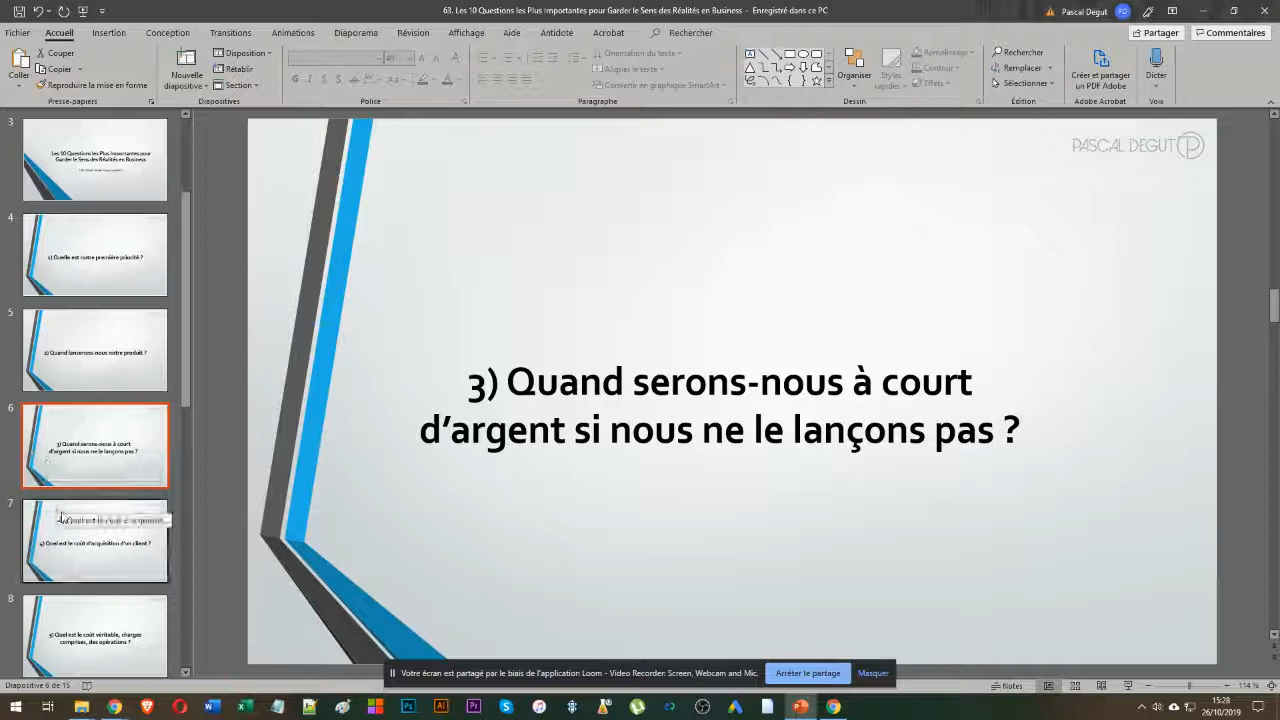 63. Les 10 Questions les Plus Importantes pour Garder le Sens des Réalités en Business - Enregistré dans ce PC
Pascal Degut
PD
Fichier Accueil Insertion Conception Transitions Animations Diaporama Révision Affichage Aide Antidote Acrobat Rechercher
Partager
Commentaires
Coller
Couper
Copier
Reproduire la mise en forme
Presse-papiers
Nouvelle
diapositive
Disposition
Rétablir
Section
Diapositives
40
G I S
Police
Orientation du texte
Aligner le texte
Convertir en graphique SmartArt
Paragraphe
Organiser
Styles
rapides
Remplissage
Contour
Effets
Dessin
Rechercher
Remplacer
Sélectionner
Édition
Créer et partager
un PDF Adobe
Adobe Acrobat
Dicter
Voix
3
Les 10 Questions les Plus Importantes pour
Garder le Sens des Réalités en Business
4
1) Quelle est notre première priorité ?
5
2) Quand lancerons-nous notre produit ?
6
3) Quand serons-nous à court
d'argent si nous ne le lançons pas ?
7
4) Quel est le coût d'acquisition d'un client ?
8
5) Quel est le coût véritable, charges
comprises, des opérations ?
PASCAL DEGUT
3) Quand serons-nous à court
d’argent si nous ne le lançons pas ?
Votre écran est partagé par le biais de l'application Loom - Video Recorder: Screen, Webcam and Mic.
Arrêter le partage
Masquer
Diapositive 6 de 15
Notes
114 %
15:28
26/10/2019